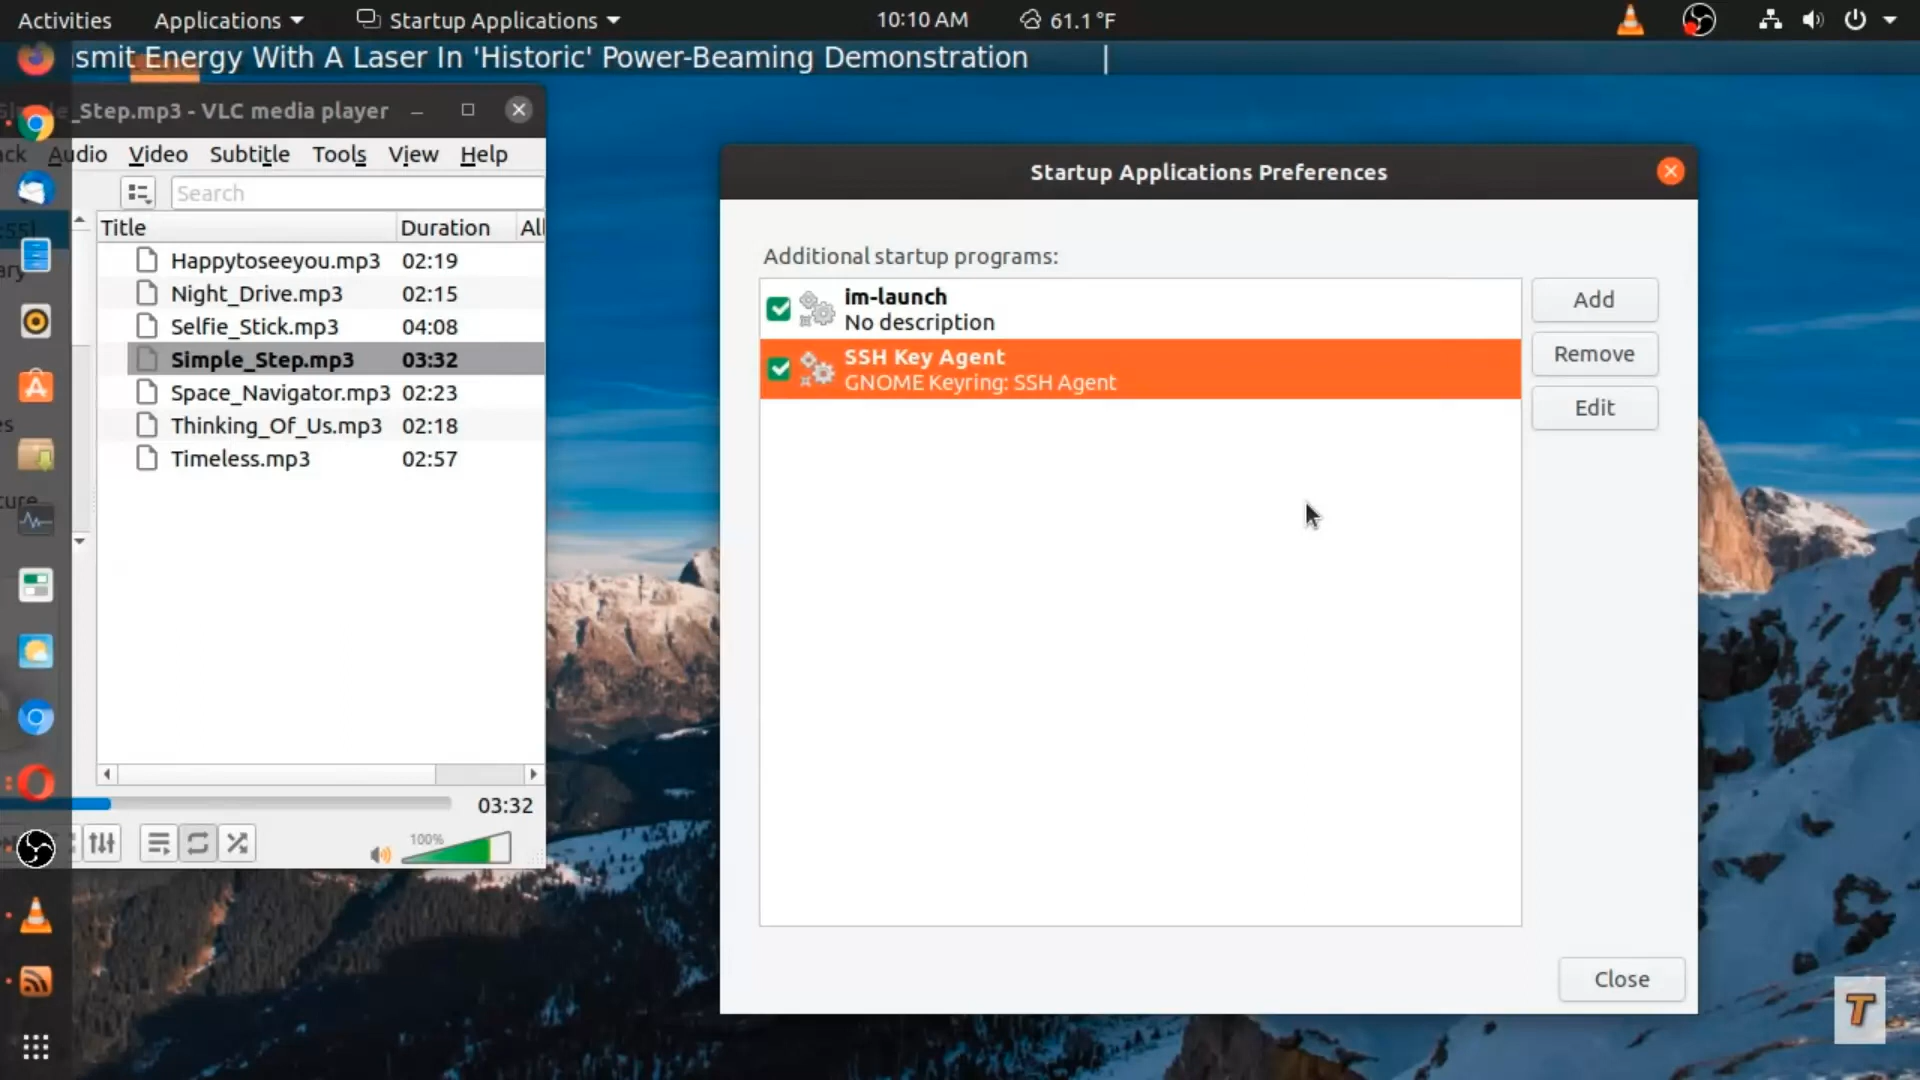 Activities Applications Startup Applications 10:10 AM 61.1 °F
smit Energy With A Laser In 'Historic' Power-Beaming Demonstration |
_Step.mp3 - VLC media player
Audio Video Subtitle Tools View Help
Search
Title Duration Al
Happytoseeyou.mp3 02:19
Night_Drive.mp3 02:15
Selfie_Stick.mp3 04:08
Simple_Step.mp3 03:32
Space_Navigator.mp3 02:23
Thinking_Of_Us.mp3 02:18
Timeless.mp3 02:57
03:32
100%
Startup Applications Preferences
Additional startup programs:
im-launch
No description
SSH Key Agent
GNOME Keyring: SSH Agent
Add
Remove
Edit
Close
T